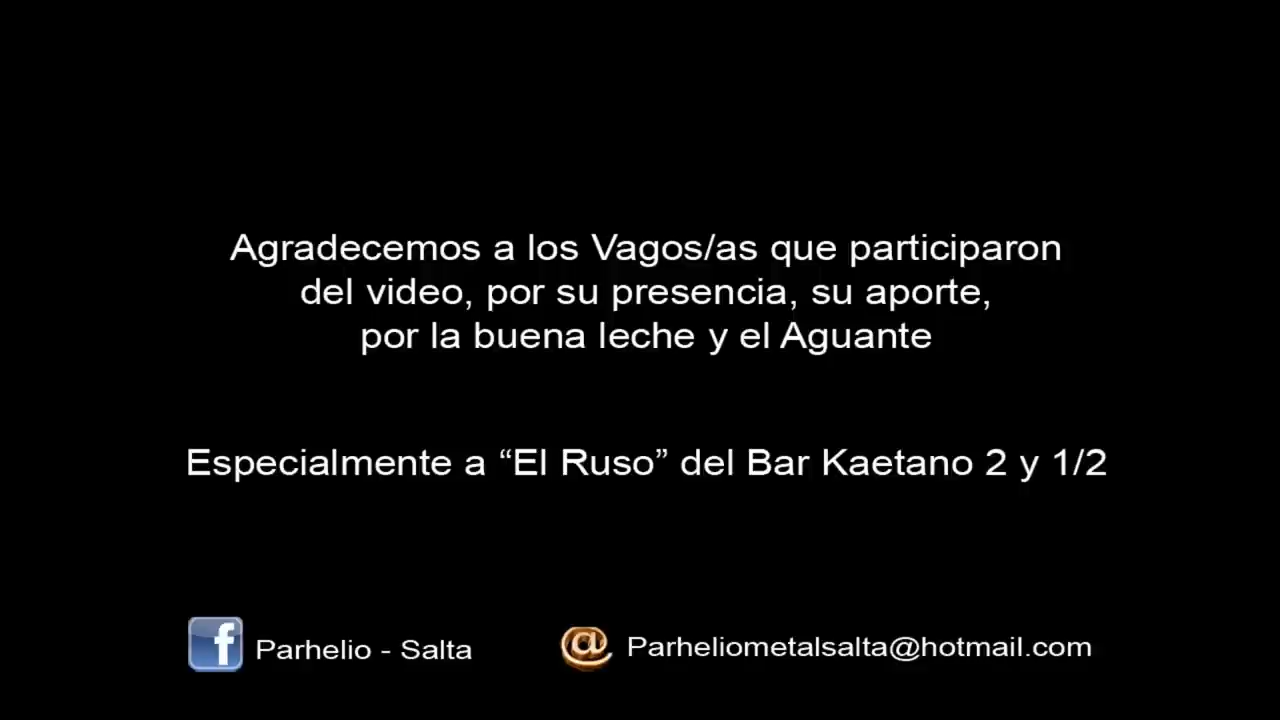 Agradecemos a los Vagos/as que participaron
del video, por su presencia, su aporte,
por la buena leche y el Aguante
Especialmente a “El Ruso” del Bar Kaetano 2 y 1/2
f Parhelio - Salta
@ Parheliometalsalta@hotmail.com